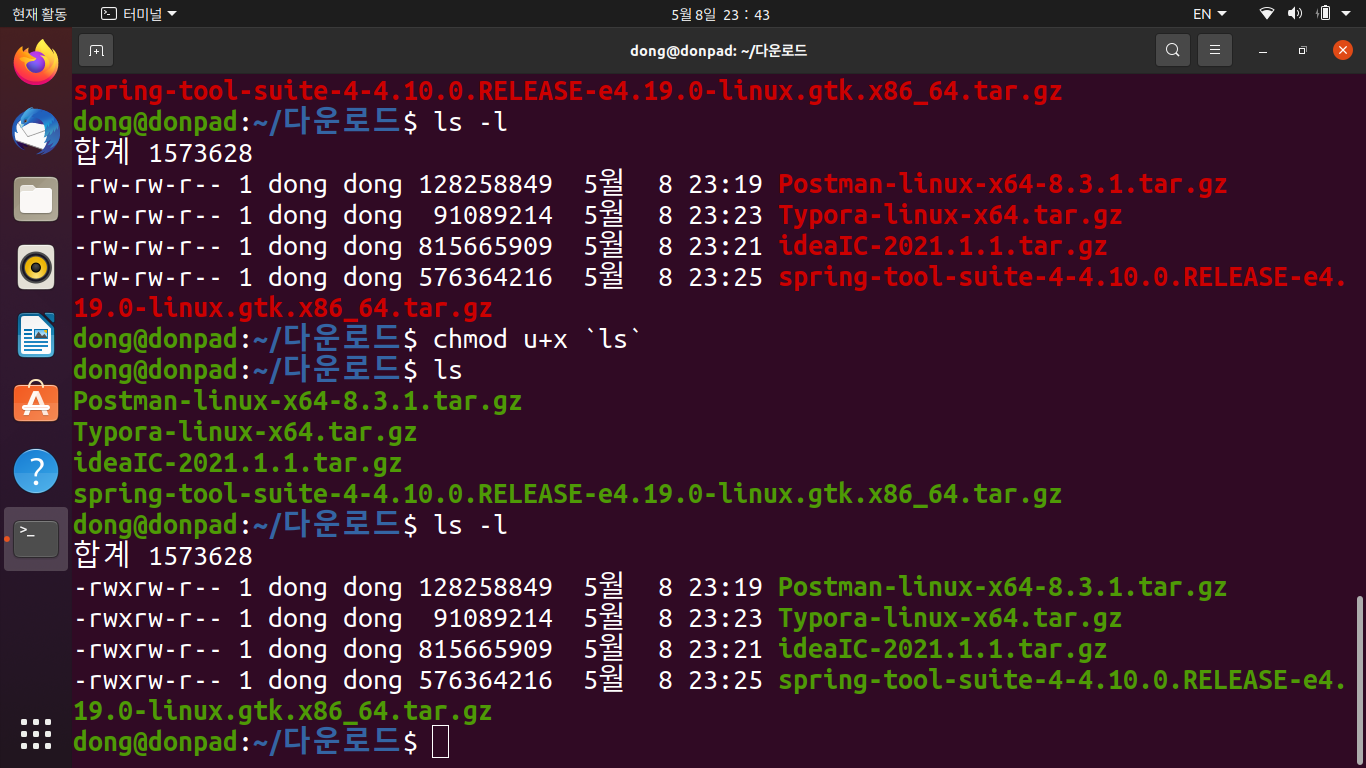 현재 활동 터미널 5월 8일 23 : 43 EN
dong@donpad: ~/다운로드
spring-tool-suite-4-4.10.0.RELEASE-e4.19.0-linux.gtk.x86_64.tar.gz
dong@donpad:~/다운로드$ ls -l
합계 1573628
-rw-rw-r-- 1 dong dong 128258849  5월  8 23:19 Postman-linux-x64-8.3.1.tar.gz
-rw-rw-r-- 1 dong dong  91089214  5월  8 23:23 Typora-linux-x64.tar.gz
-rw-rw-r-- 1 dong dong 815665909  5월  8 23:21 ideaIC-2021.1.1.tar.gz
-rw-rw-r-- 1 dong dong 576364216  5월  8 23:25 spring-tool-suite-4-4.10.0.RELEASE-e4.
19.0-linux.gtk.x86_64.tar.gz
dong@donpad:~/다운로드$ chmod u+x `ls`
dong@donpad:~/다운로드$ ls
Postman-linux-x64-8.3.1.tar.gz
Typora-linux-x64.tar.gz
ideaIC-2021.1.1.tar.gz
spring-tool-suite-4-4.10.0.RELEASE-e4.19.0-linux.gtk.x86_64.tar.gz
dong@donpad:~/다운로드$ ls -l
합계 1573628
-rwxrw-r-- 1 dong dong 128258849  5월  8 23:19 Postman-linux-x64-8.3.1.tar.gz
-rwxrw-r-- 1 dong dong  91089214  5월  8 23:23 Typora-linux-x64.tar.gz
-rwxrw-r-- 1 dong dong 815665909  5월  8 23:21 ideaIC-2021.1.1.tar.gz
-rwxrw-r-- 1 dong dong 576364216  5월  8 23:25 spring-tool-suite-4-4.10.0.RELEASE-e4.
19.0-linux.gtk.x86_64.tar.gz
dong@donpad:~/다운로드$